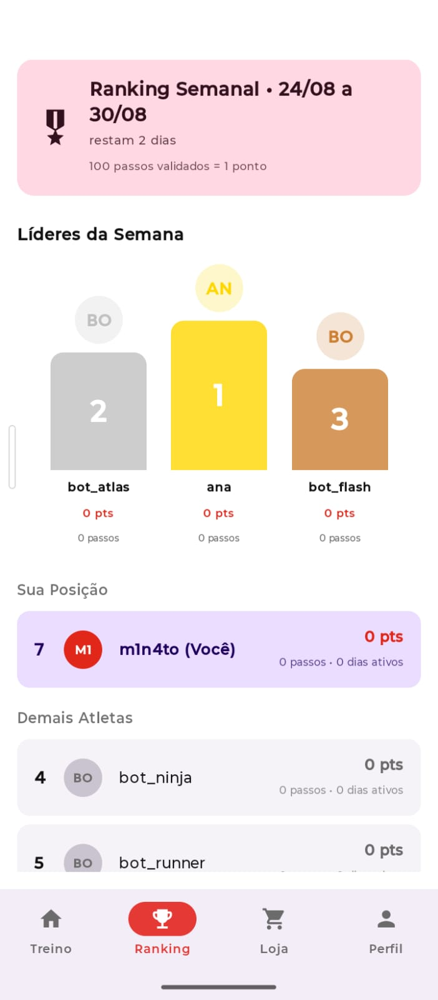 Ranking Semanal • 24/08 a
30/08
restam 2 dias
100 passos validados = 1 ponto
Líderes da Semana
AN
BO
BO
1
2
3
bot_atlas
ana
bot_flash
0 pts
0 pts
0 pts
0 passos
0 passos
0 passos
Sua Posição
7
M1
m1n4to (Você)
0 pts
0 passos • 0 dias ativos
Demais Atletas
4
BO
bot_ninja
0 pts
0 passos • 0 dias ativos
5
BO
bot_runner
0 pts
Treino
Ranking
Loja
Perfil